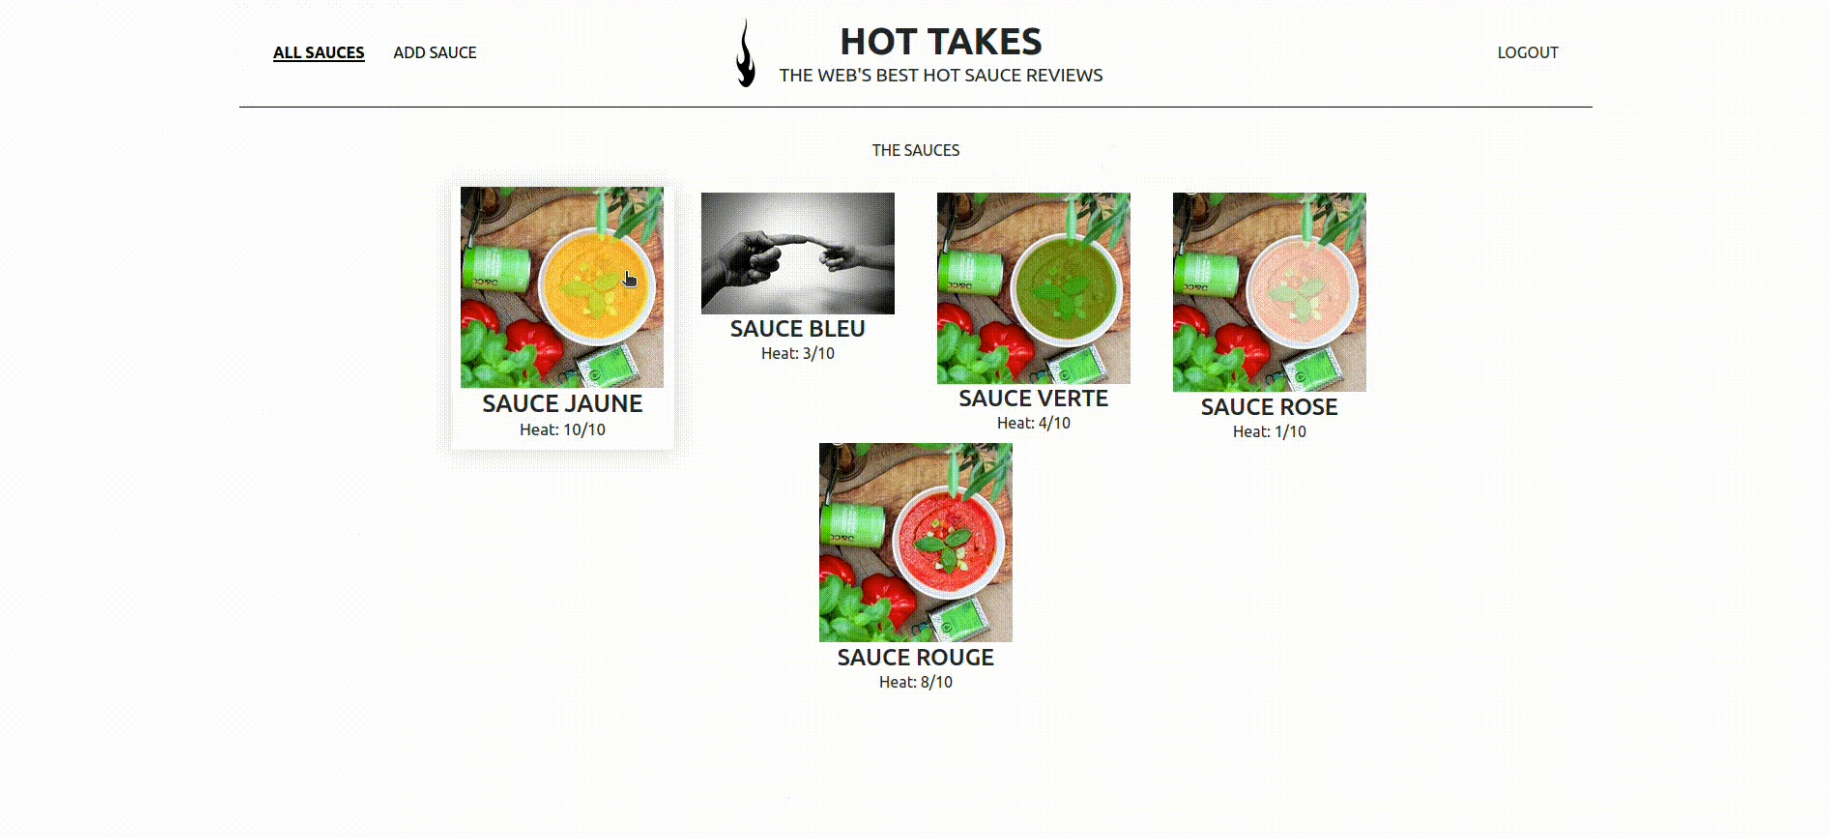 ALL SAUCES
ADD SAUCE
HOT TAKES
THE WEB'S BEST HOT SAUCE REVIEWS
LOGOUT
THE SAUCES
SAUCE JAUNE
Heat: 10/10
SAUCE BLEU
Heat: 3/10
SAUCE VERTE
Heat: 4/10
SAUCE ROSE
Heat: 1/10
SAUCE ROUGE
Heat: 8/10